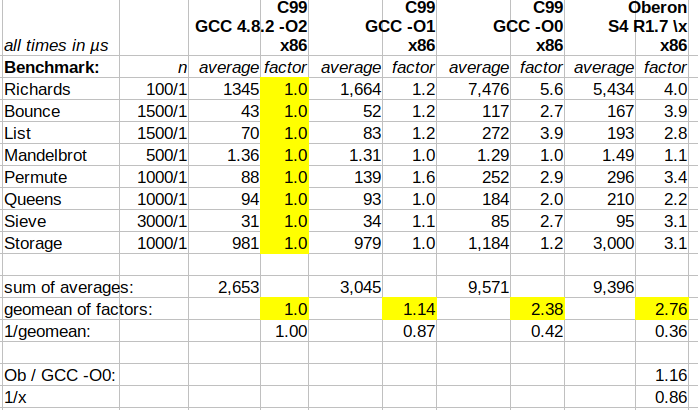 C99 C99 C99 Oberon
GCC 4.8.2 -O2 GCC -O1 GCC -O0 S4 R1.7 \x
all times in µs x86 x86 x86 x86
Benchmark: n average factor average factor average factor average factor
Richards 100/1 1345 1.0 1,664 1.2 7,476 5.6 5,434 4.0
Bounce 1500/1 43 1.0 52 1.2 117 2.7 167 3.9
List 1500/1 70 1.0 83 1.2 272 3.9 193 2.8
Mandelbrot 500/1 1.36 1.0 1.31 1.0 1.29 1.0 1.49 1.1
Permute 1000/1 88 1.0 139 1.6 252 2.9 296 3.4
Queens 1000/1 94 1.0 93 1.0 184 2.0 210 2.2
Sieve 3000/1 31 1.0 34 1.1 85 2.7 95 3.1
Storage 1000/1 981 1.0 979 1.0 1,184 1.2 3,000 3.1
sum of averages: 2,653 3,045 9,571 9,396
geomean of factors: 1.0 1.14 2.38 2.76
1/geomean: 1.00 0.87 0.42 0.36
Ob / GCC -O0: 1.16
1/x 0.86